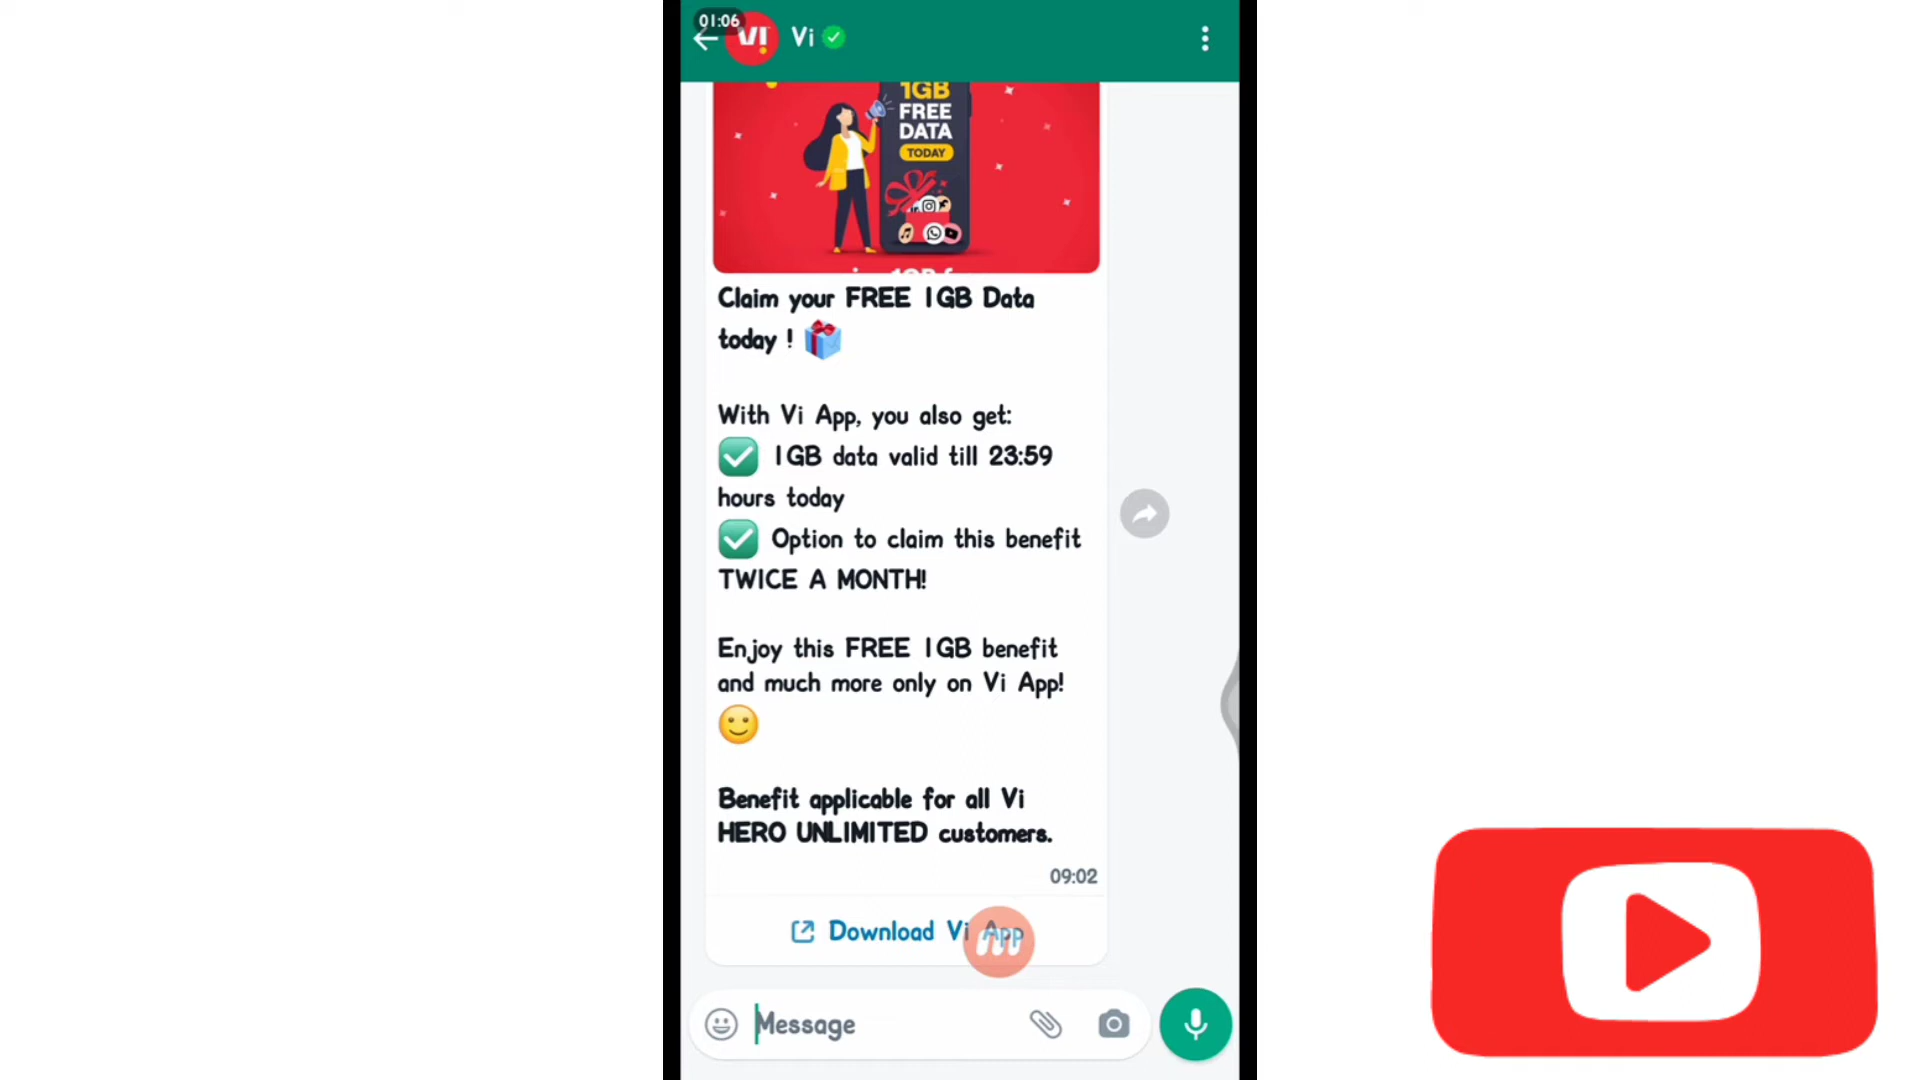 01:06
VI
Vi
1GB
FREE
DATA
TODAY
Claim your FREE 1GB Data
today !
With Vi App, you also get:
1GB data valid till 23:59
hours today
Option to claim this benefit
TWICE A MONTH!
Enjoy this FREE 1GB benefit
and much more only on Vi App!
Benefit applicable for all Vi
HERO UNLIMITED customers.
09:02
Download Vi App
Message